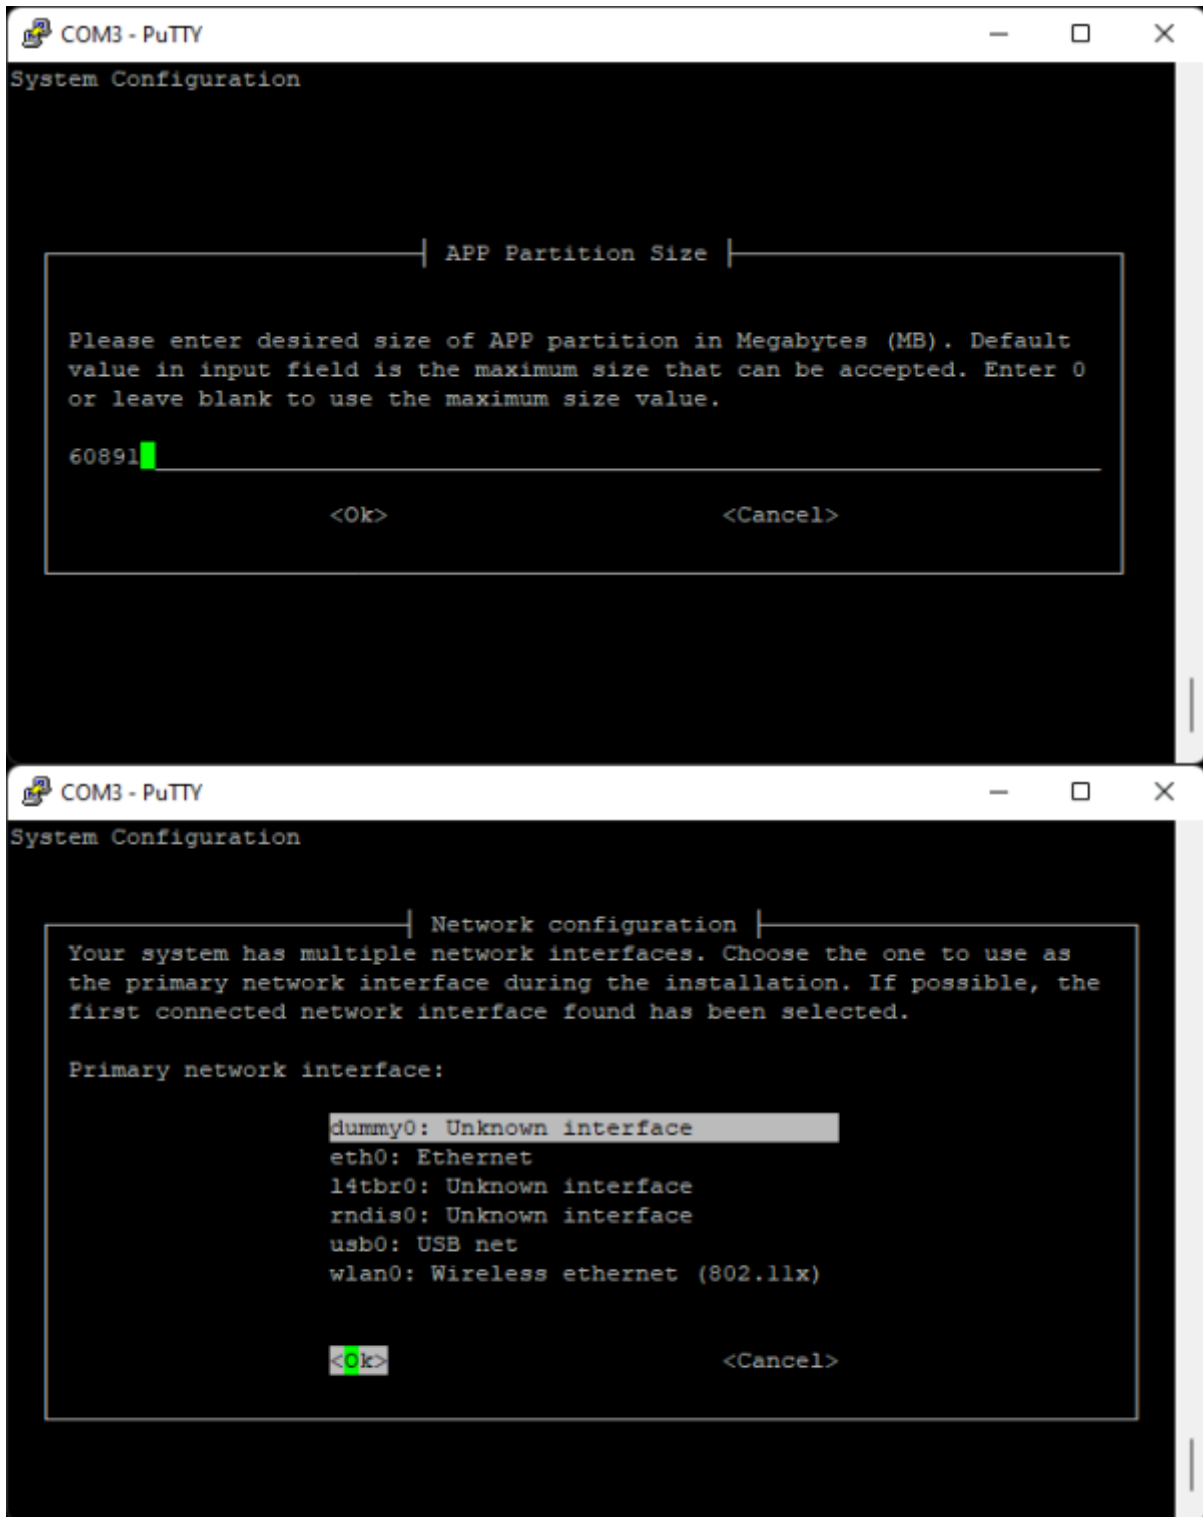 COM3 - PuTTY
System Configuration
APP Partition Size
Please enter desired size of APP partition in Megabytes (MB). Default
value in input field is the maximum size that can be accepted. Enter 0
or leave blank to use the maximum size value.
60891
<Ok> <Cancel>
COM3 - PuTTY
System Configuration
Network configuration
Your system has multiple network interfaces. Choose the one to use as
the primary network interface during the installation. If possible, the
first connected network interface found has been selected.
Primary network interface:
dummy0: Unknown interface
eth0: Ethernet
l4tbr0: Unknown interface
rndis0: Unknown interface
usb0: USB net
wlan0: Wireless ethernet (802.11x)
<Ok> <Cancel>